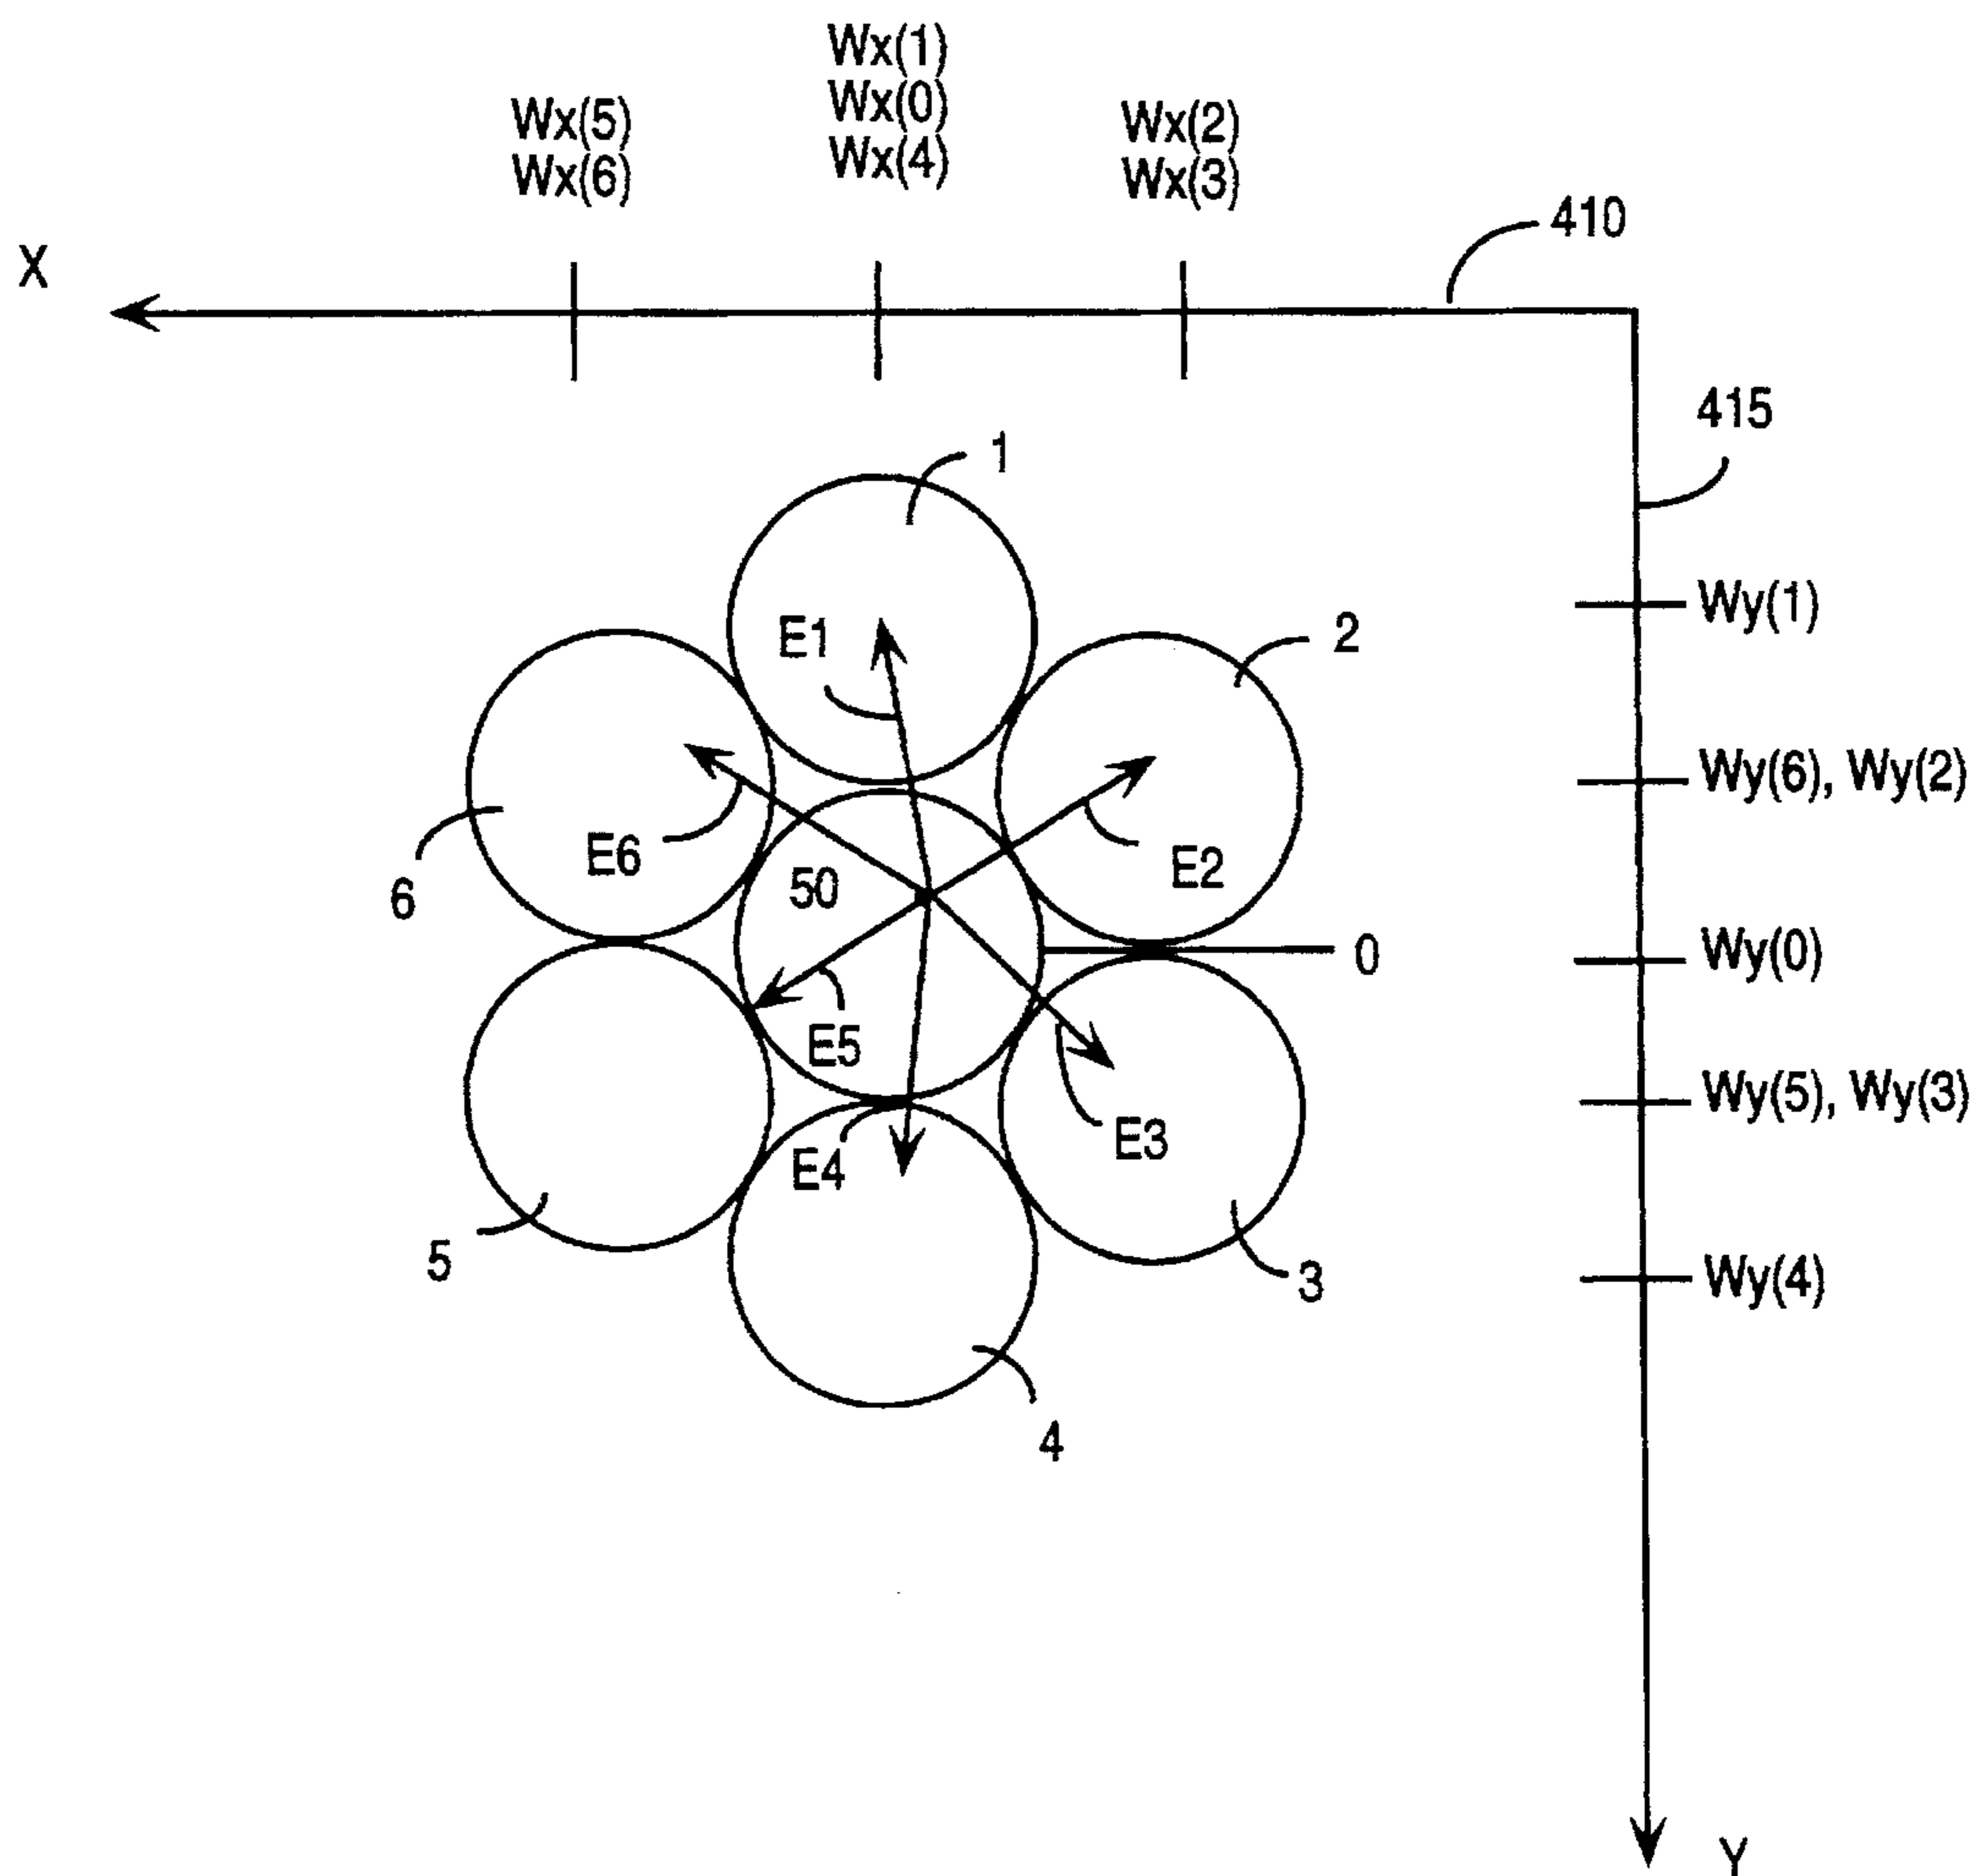 Wx(1)
Wx(0)
Wx(4)
Wx(5)
Wx(6)
Wx(2)
Wx(3)
410
X
415
1
Wy(1)
E1
2
Wy(6), Wy(2)
E6
50
E2
6
0
Wy(0)
E5
Wy(5), Wy(3)
E4
E3
5
3
Wy(4)
4
Y